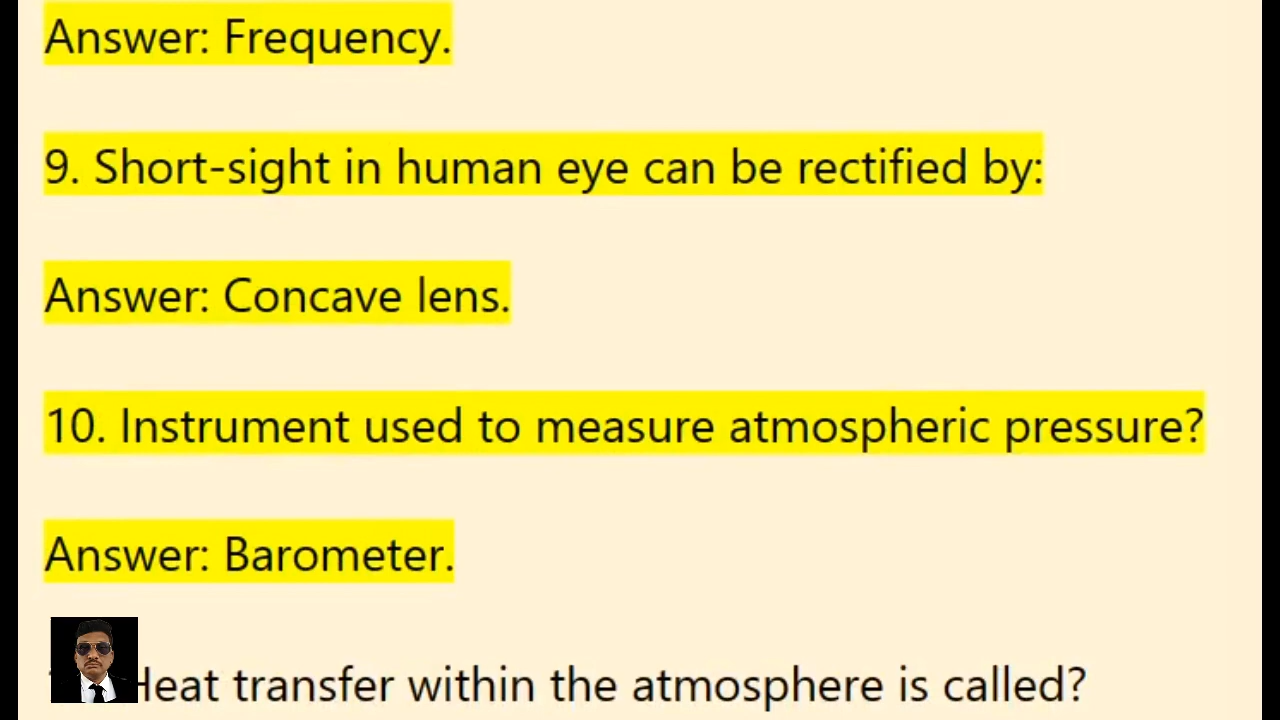 Answer: Frequency.
9. Short-sight in human eye can be rectified by:
Answer: Concave lens.
10. Instrument used to measure atmospheric pressure?
Answer: Barometer.
Heat transfer within the atmosphere is called?